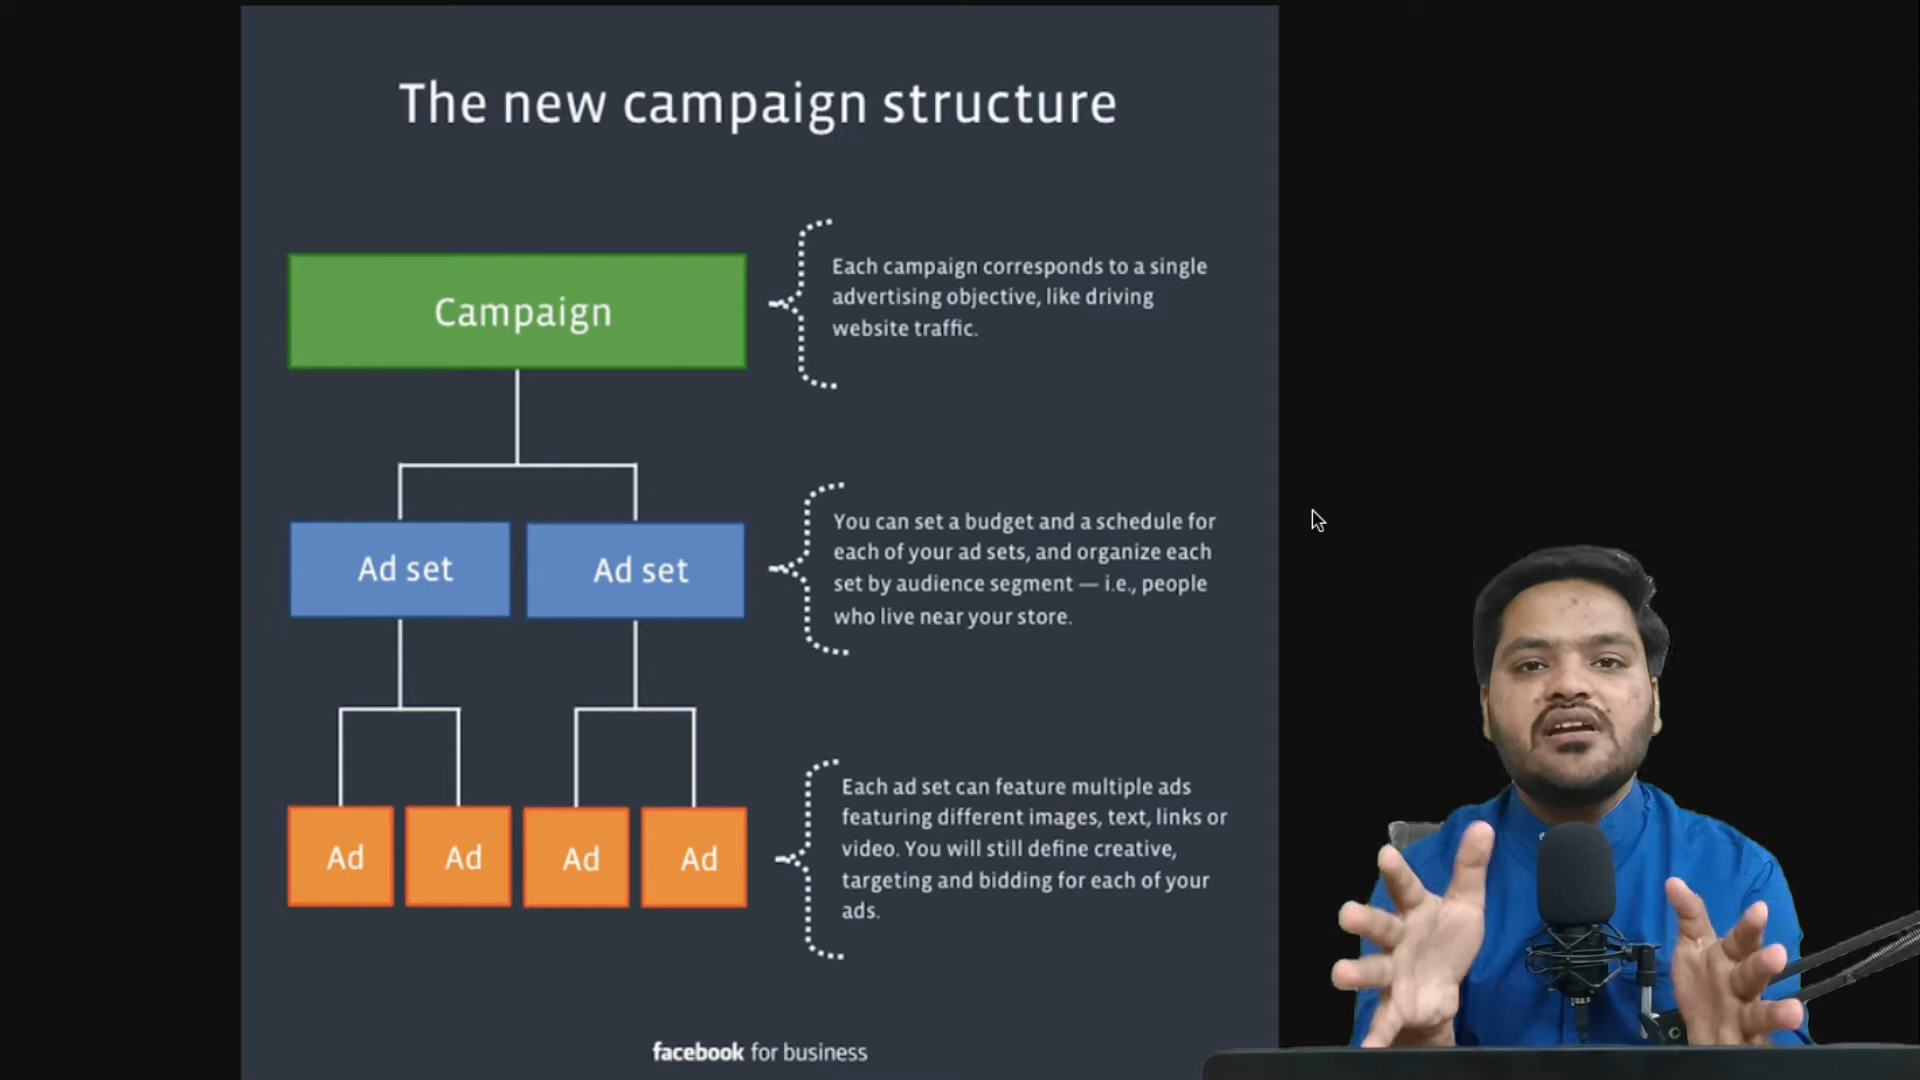 The new campaign structure
Campaign
Each campaign corresponds to a single
advertising objective, like driving
website traffic.
Ad set
Ad set
You can set a budget and a schedule for
each of your ad sets, and organize each
set by audience segment — i.e., people
who live near your store.
Ad
Ad
Ad
Ad
Each ad set can feature multiple ads
featuring different images, text, links or
video. You will still define creative,
targeting and bidding for each of your
ads.
facebook for business